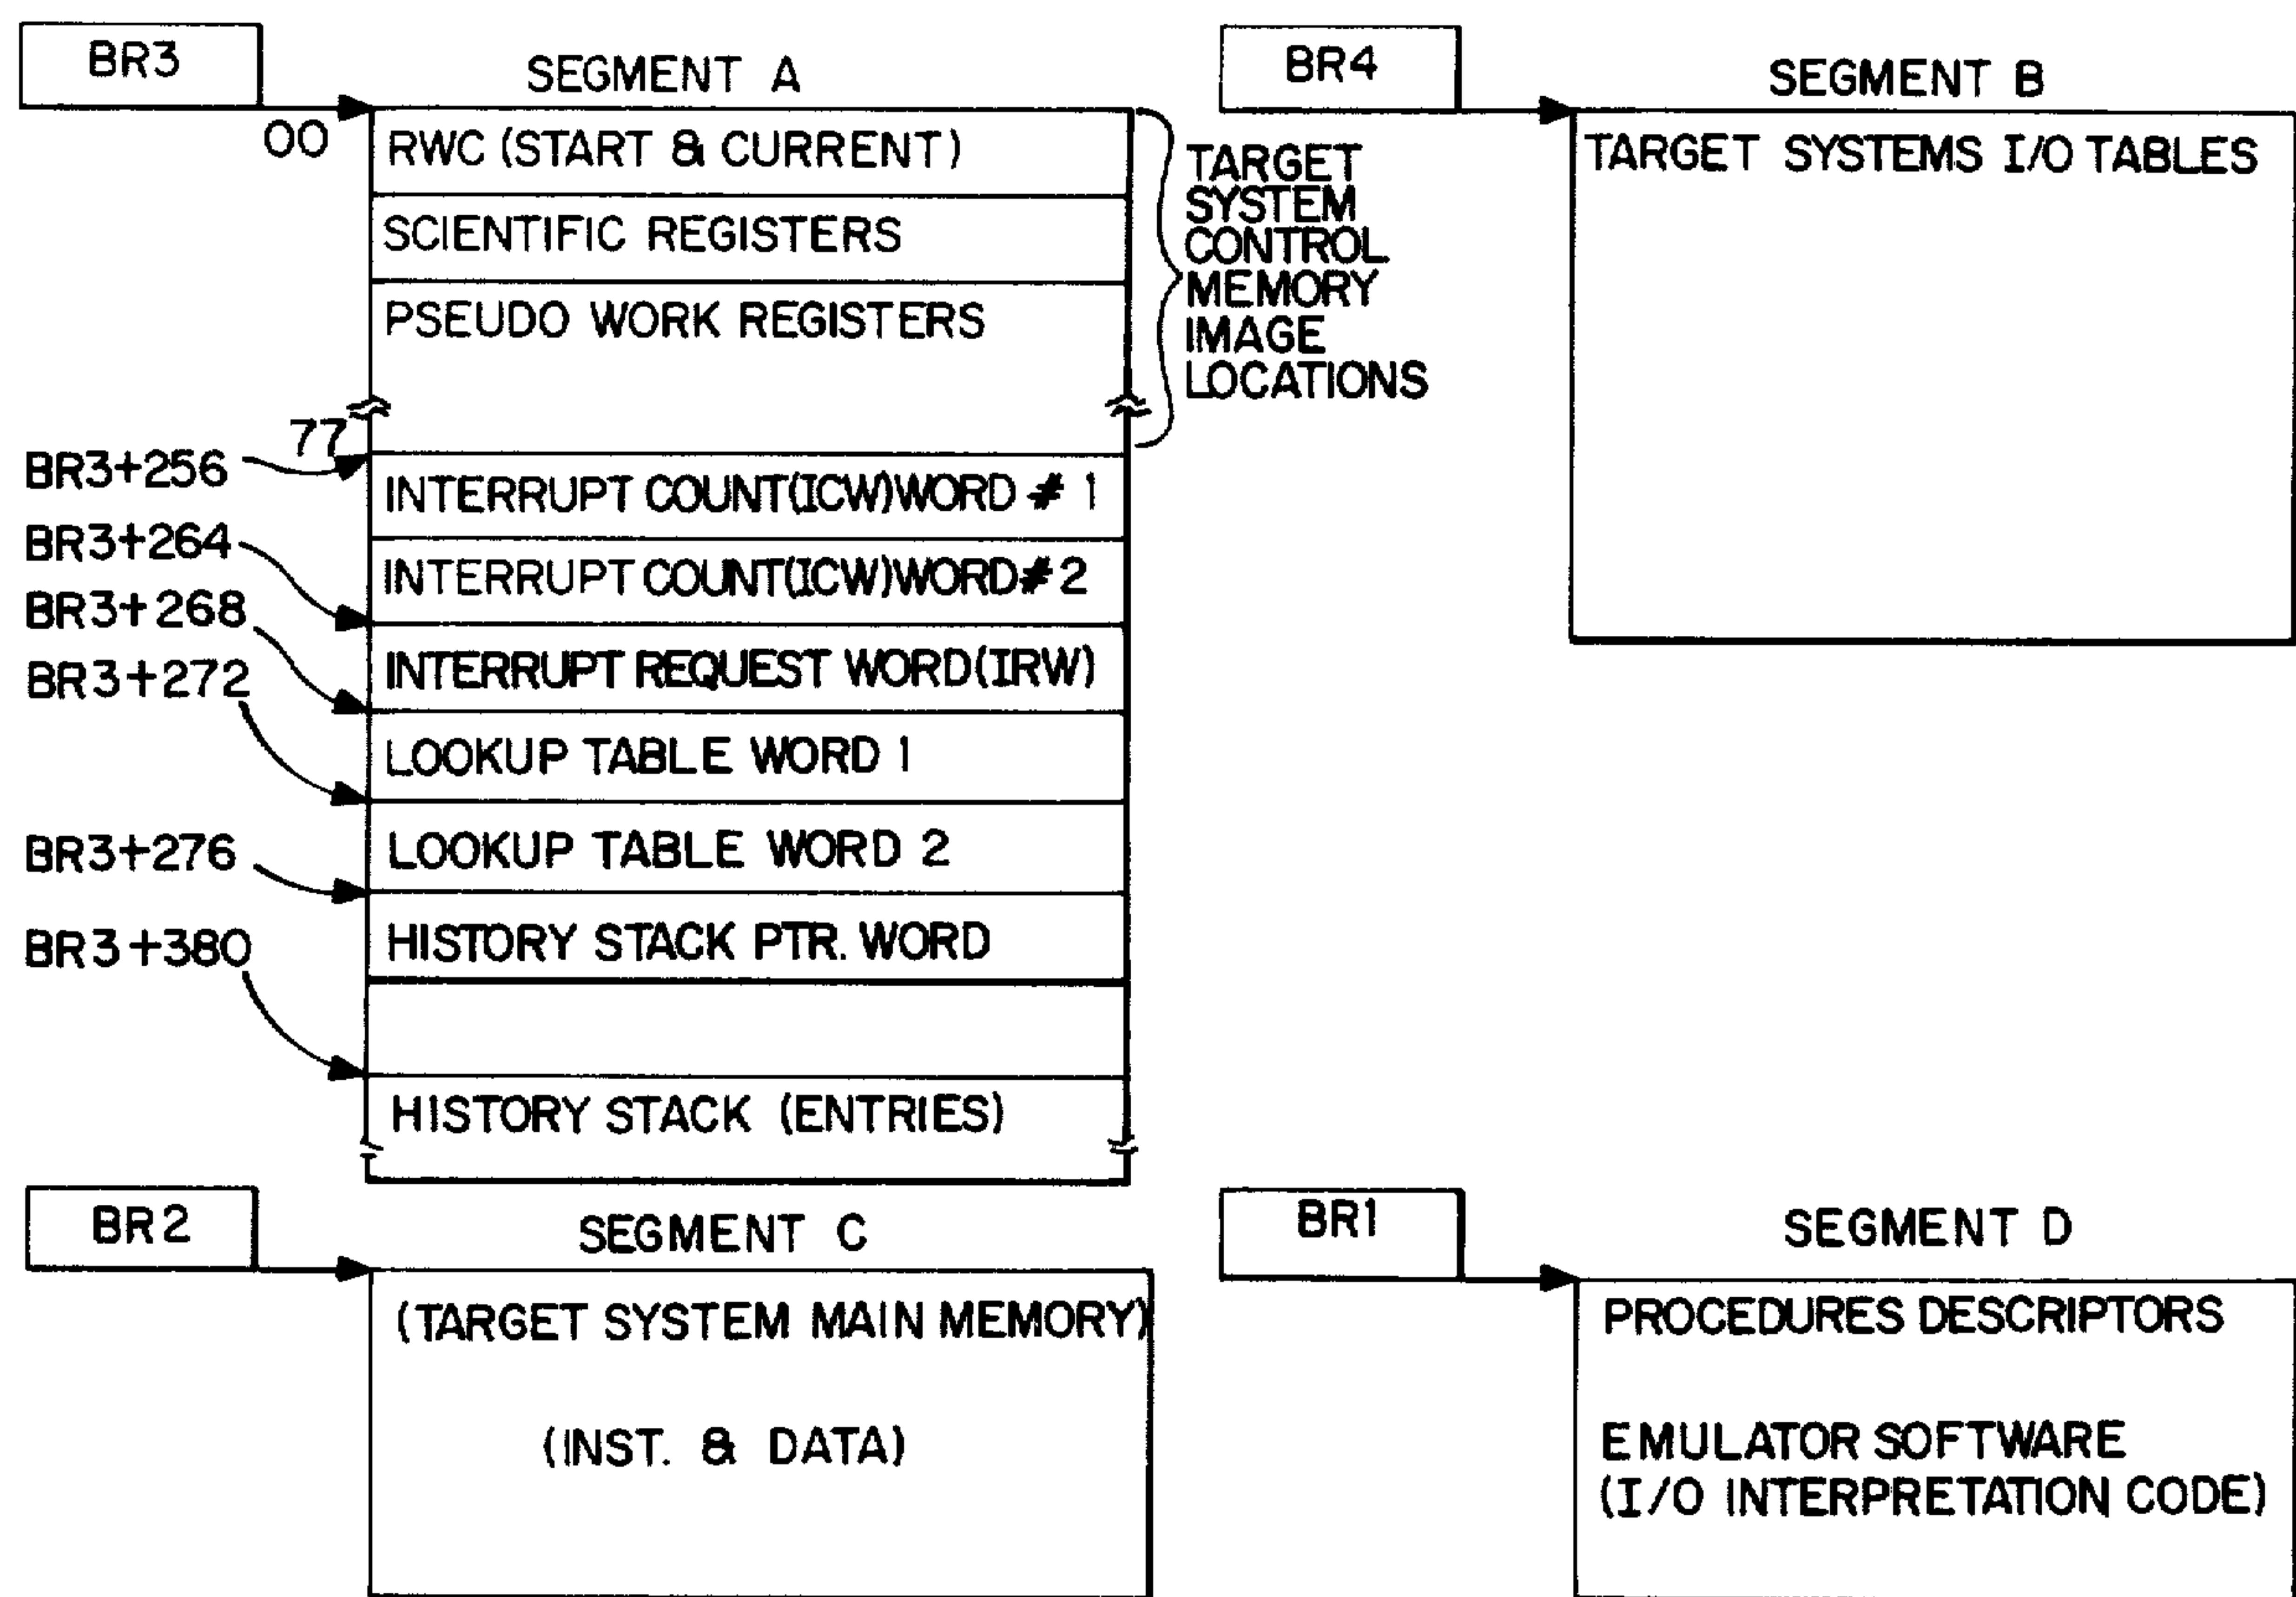 BR3
SEGMENT A
00
RWC (START & CURRENT)
SCIENTIFIC REGISTERS
PSEUDO WORK REGISTERS
TARGET
SYSTEM
CONTROL
MEMORY
IMAGE
LOCATIONS
77
BR3+256
INTERRUPT COUNT(ICW)WORD # 1
BR3+264
INTERRUPT COUNT(ICW)WORD#2
BR3+268
INTERRUPT REQUEST WORD(IRW)
BR3+272
LOOKUP TABLE WORD 1
LOOKUP TABLE WORD 2
BR3+276
HISTORY STACK PTR. WORD
BR3+380
HISTORY STACK (ENTRIES)
BR4
SEGMENT B
TARGET SYSTEMS I/O TABLES
BR2
SEGMENT C
(TARGET SYSTEM MAIN MEMORY)
(INST. & DATA)
BR1
SEGMENT D
PROCEDURES DESCRIPTORS
EMULATOR SOFTWARE
(I/O INTERPRETATION CODE)